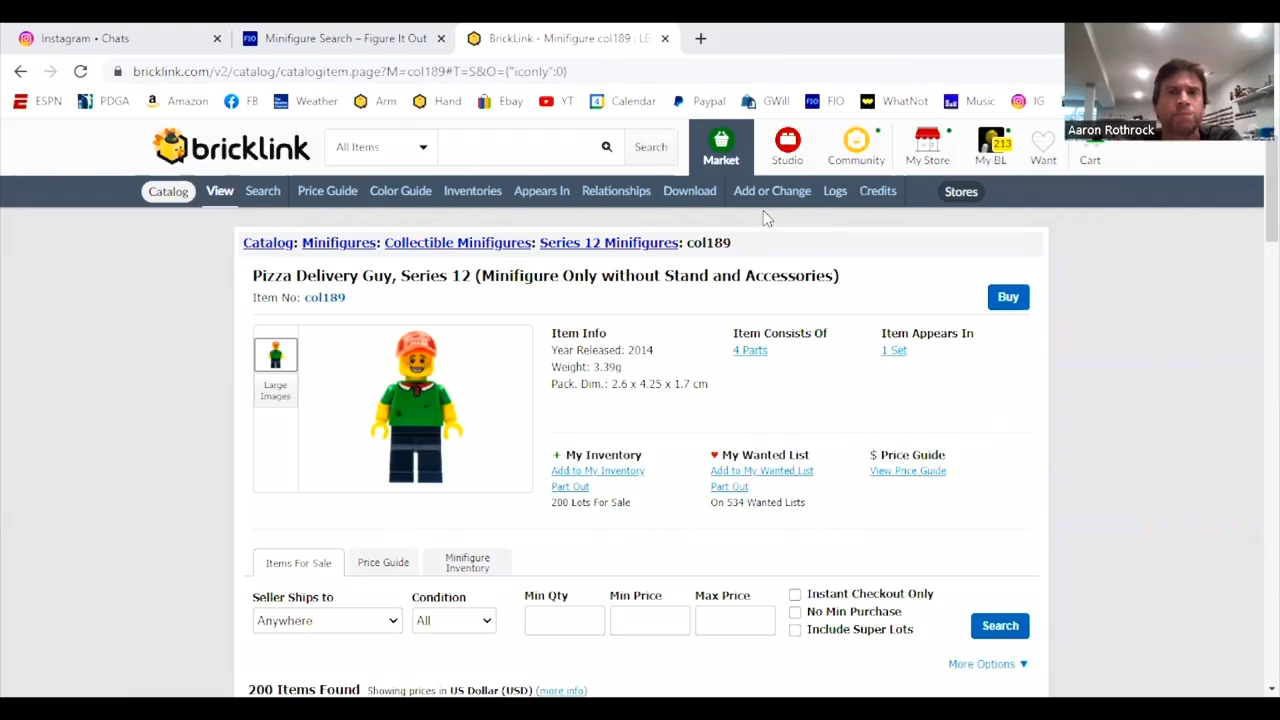 Instagram • Chats
Minifigure Search – Figure It Out
BrickLink - Minifigure col189 : LE
bricklink.com/v2/catalog/catalogitem.page?M=col189#T=S&O={"iconly":0}
ESPN PDGA Amazon FB Weather Arm Hand Ebay YT Calendar Paypal GWill FIO WhatNot Music IG
Aaron Rothrock
bricklink
All Items
Search
Market
Studio
Community
My Store
213
My BL
Want
Cart
Catalog View Search Price Guide Color Guide Inventories Appears In Relationships Download Add or Change Logs Credits Stores
Catalog: Minifigures: Collectible Minifigures: Series 12 Minifigures: col189
Pizza Delivery Guy, Series 12 (Minifigure Only without Stand and Accessories)
Item No: col189
Buy
Large
Images
Item Info
Year Released: 2014
Weight: 3.39g
Pack. Dim.: 2.6 x 4.25 x 1.7 cm
Item Consists Of
4 Parts
Item Appears In
1 Set
+ My Inventory
Add to My Inventory
Part Out
200 Lots For Sale
♥ My Wanted List
Add to My Wanted List
Part Out
On 534 Wanted Lists
$ Price Guide
View Price Guide
Items For Sale
Price Guide
Minifigure
Inventory
Seller Ships to
Anywhere
Condition
All
Min Qty
Min Price
Max Price
Instant Checkout Only
No Min Purchase
Include Super Lots
Search
More Options ▼
200 Items Found Showing prices in US Dollar (USD) (more info)